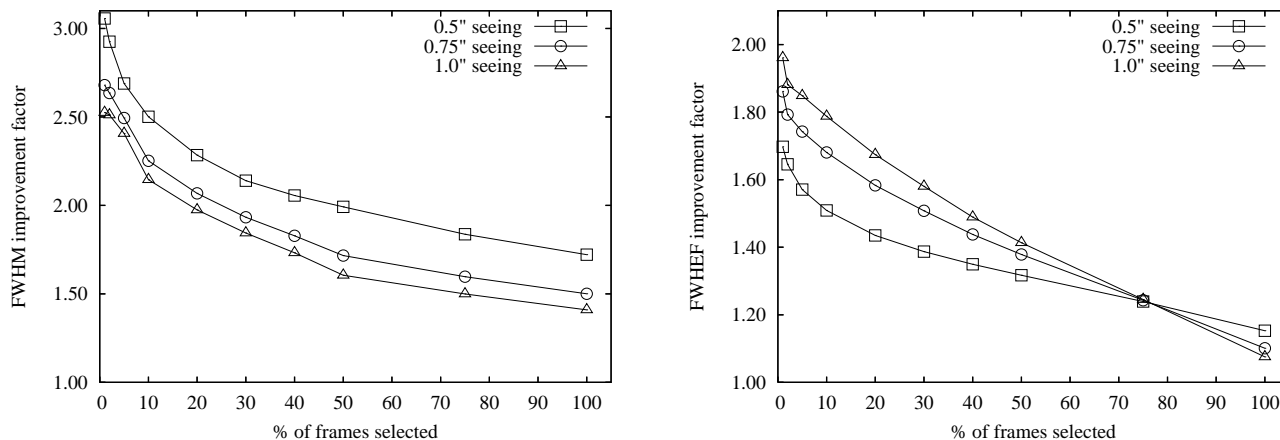 3.00
2.50
2.00
1.50
1.00
FWHM improvement factor
0.5" seeing
0.75" seeing
1.0" seeing
0 10 20 30 40 50 60 70 80 90 100
% of frames selected
2.00
1.80
1.60
1.40
1.20
1.00
FWHEF improvement factor
0.5" seeing
0.75" seeing
1.0" seeing
0 10 20 30 40 50 60 70 80 90 100
% of frames selected